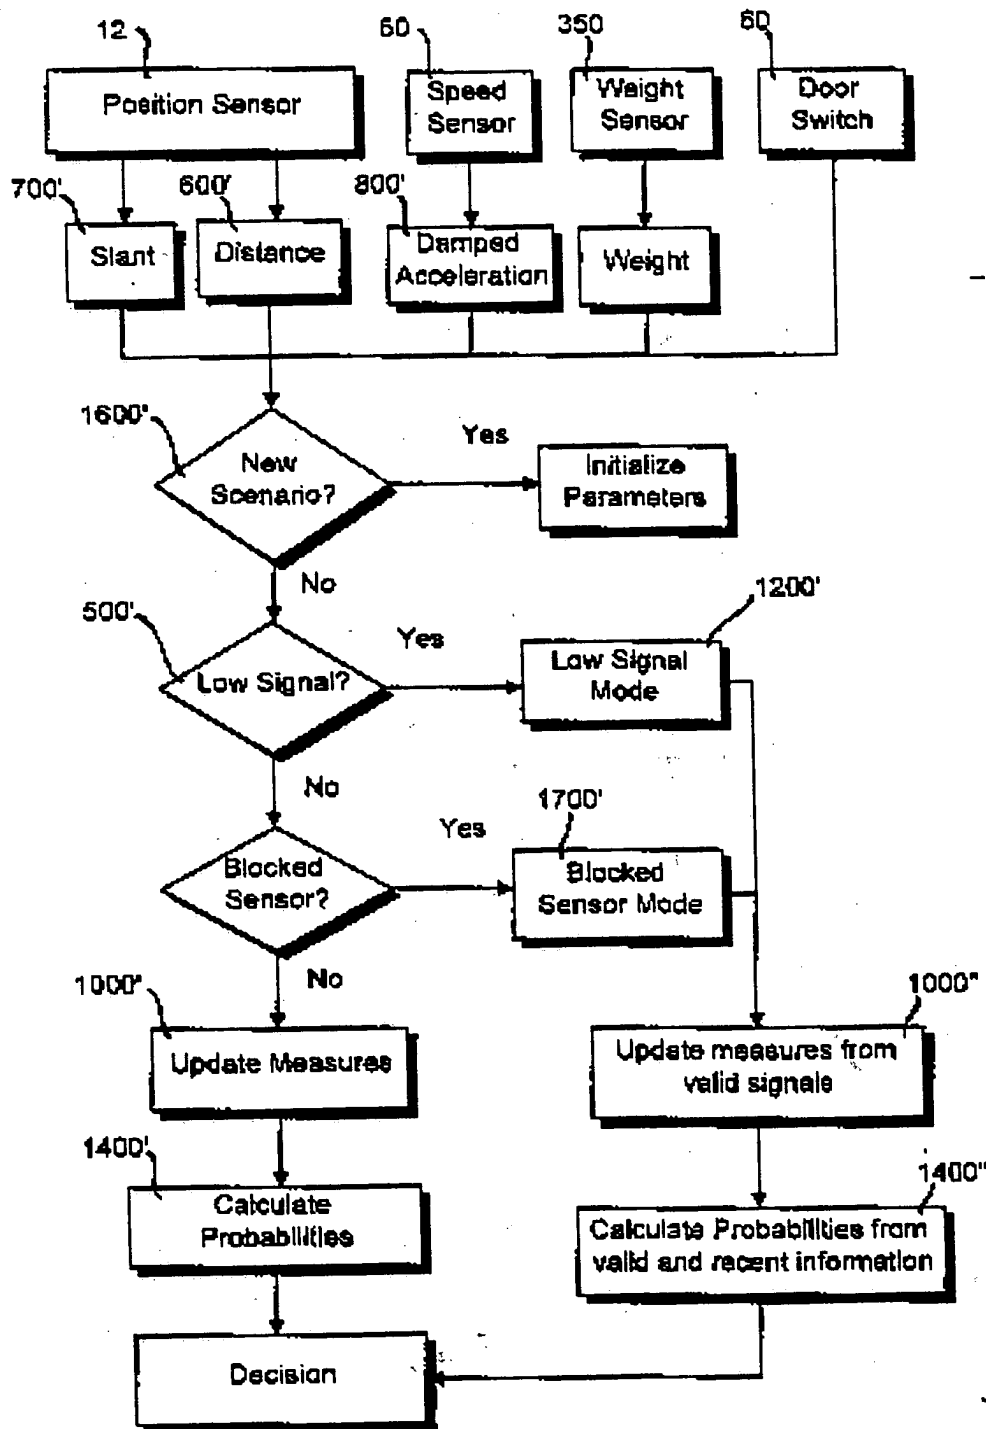 12
60
350
60
Position Sensor
Speed
Sensor
Weight
Sensor
Door
Switch
700'
600'
800'
Slant
Distance
Damped
Acceleration
Weight
1600'
New
Scenario?
Yes
Initialize
Parameters
No
500'
Low Signal?
Yes
1200'
Low Signal
Mode
No
Blocked
Sensor?
Yes
1700'
Blocked
Sensor Mode
No
1000'
Update Measures
1000"
Update measures from
valid signals
1400'
Calculate
Probabilities
1400"
Calculate Probabilities from
valid and recent information
Decision